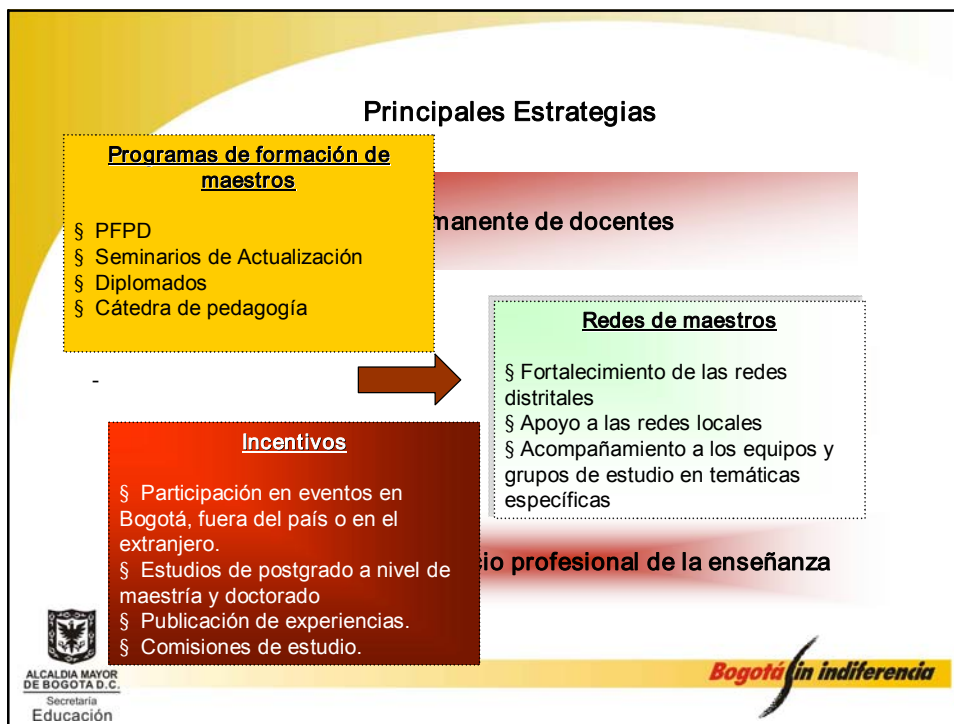 Principales Estrategias
Programas de formación de
maestros
§ PFPD
§ Seminarios de Actualización
§ Diplomados
§ Cátedra de pedagogía
manente de docentes
Redes de maestros
§ Fortalecimiento de las redes
distritales
§ Apoyo a las redes locales
§ Acompañamiento a los equipos y
grupos de estudio en temáticas
específicas
-
Incentivos
§ Participación en eventos en
Bogotá, fuera del país o en el
extranjero.
§ Estudios de postgrado a nivel de
maestría y doctorado
§ Publicación de experiencias.
§ Comisiones de estudio.
cio profesional de la enseñanza
ALCALDIA MAYOR
DE BOGOTA D.C.
Secretaría
Educación
Bogotá sin indiferencia